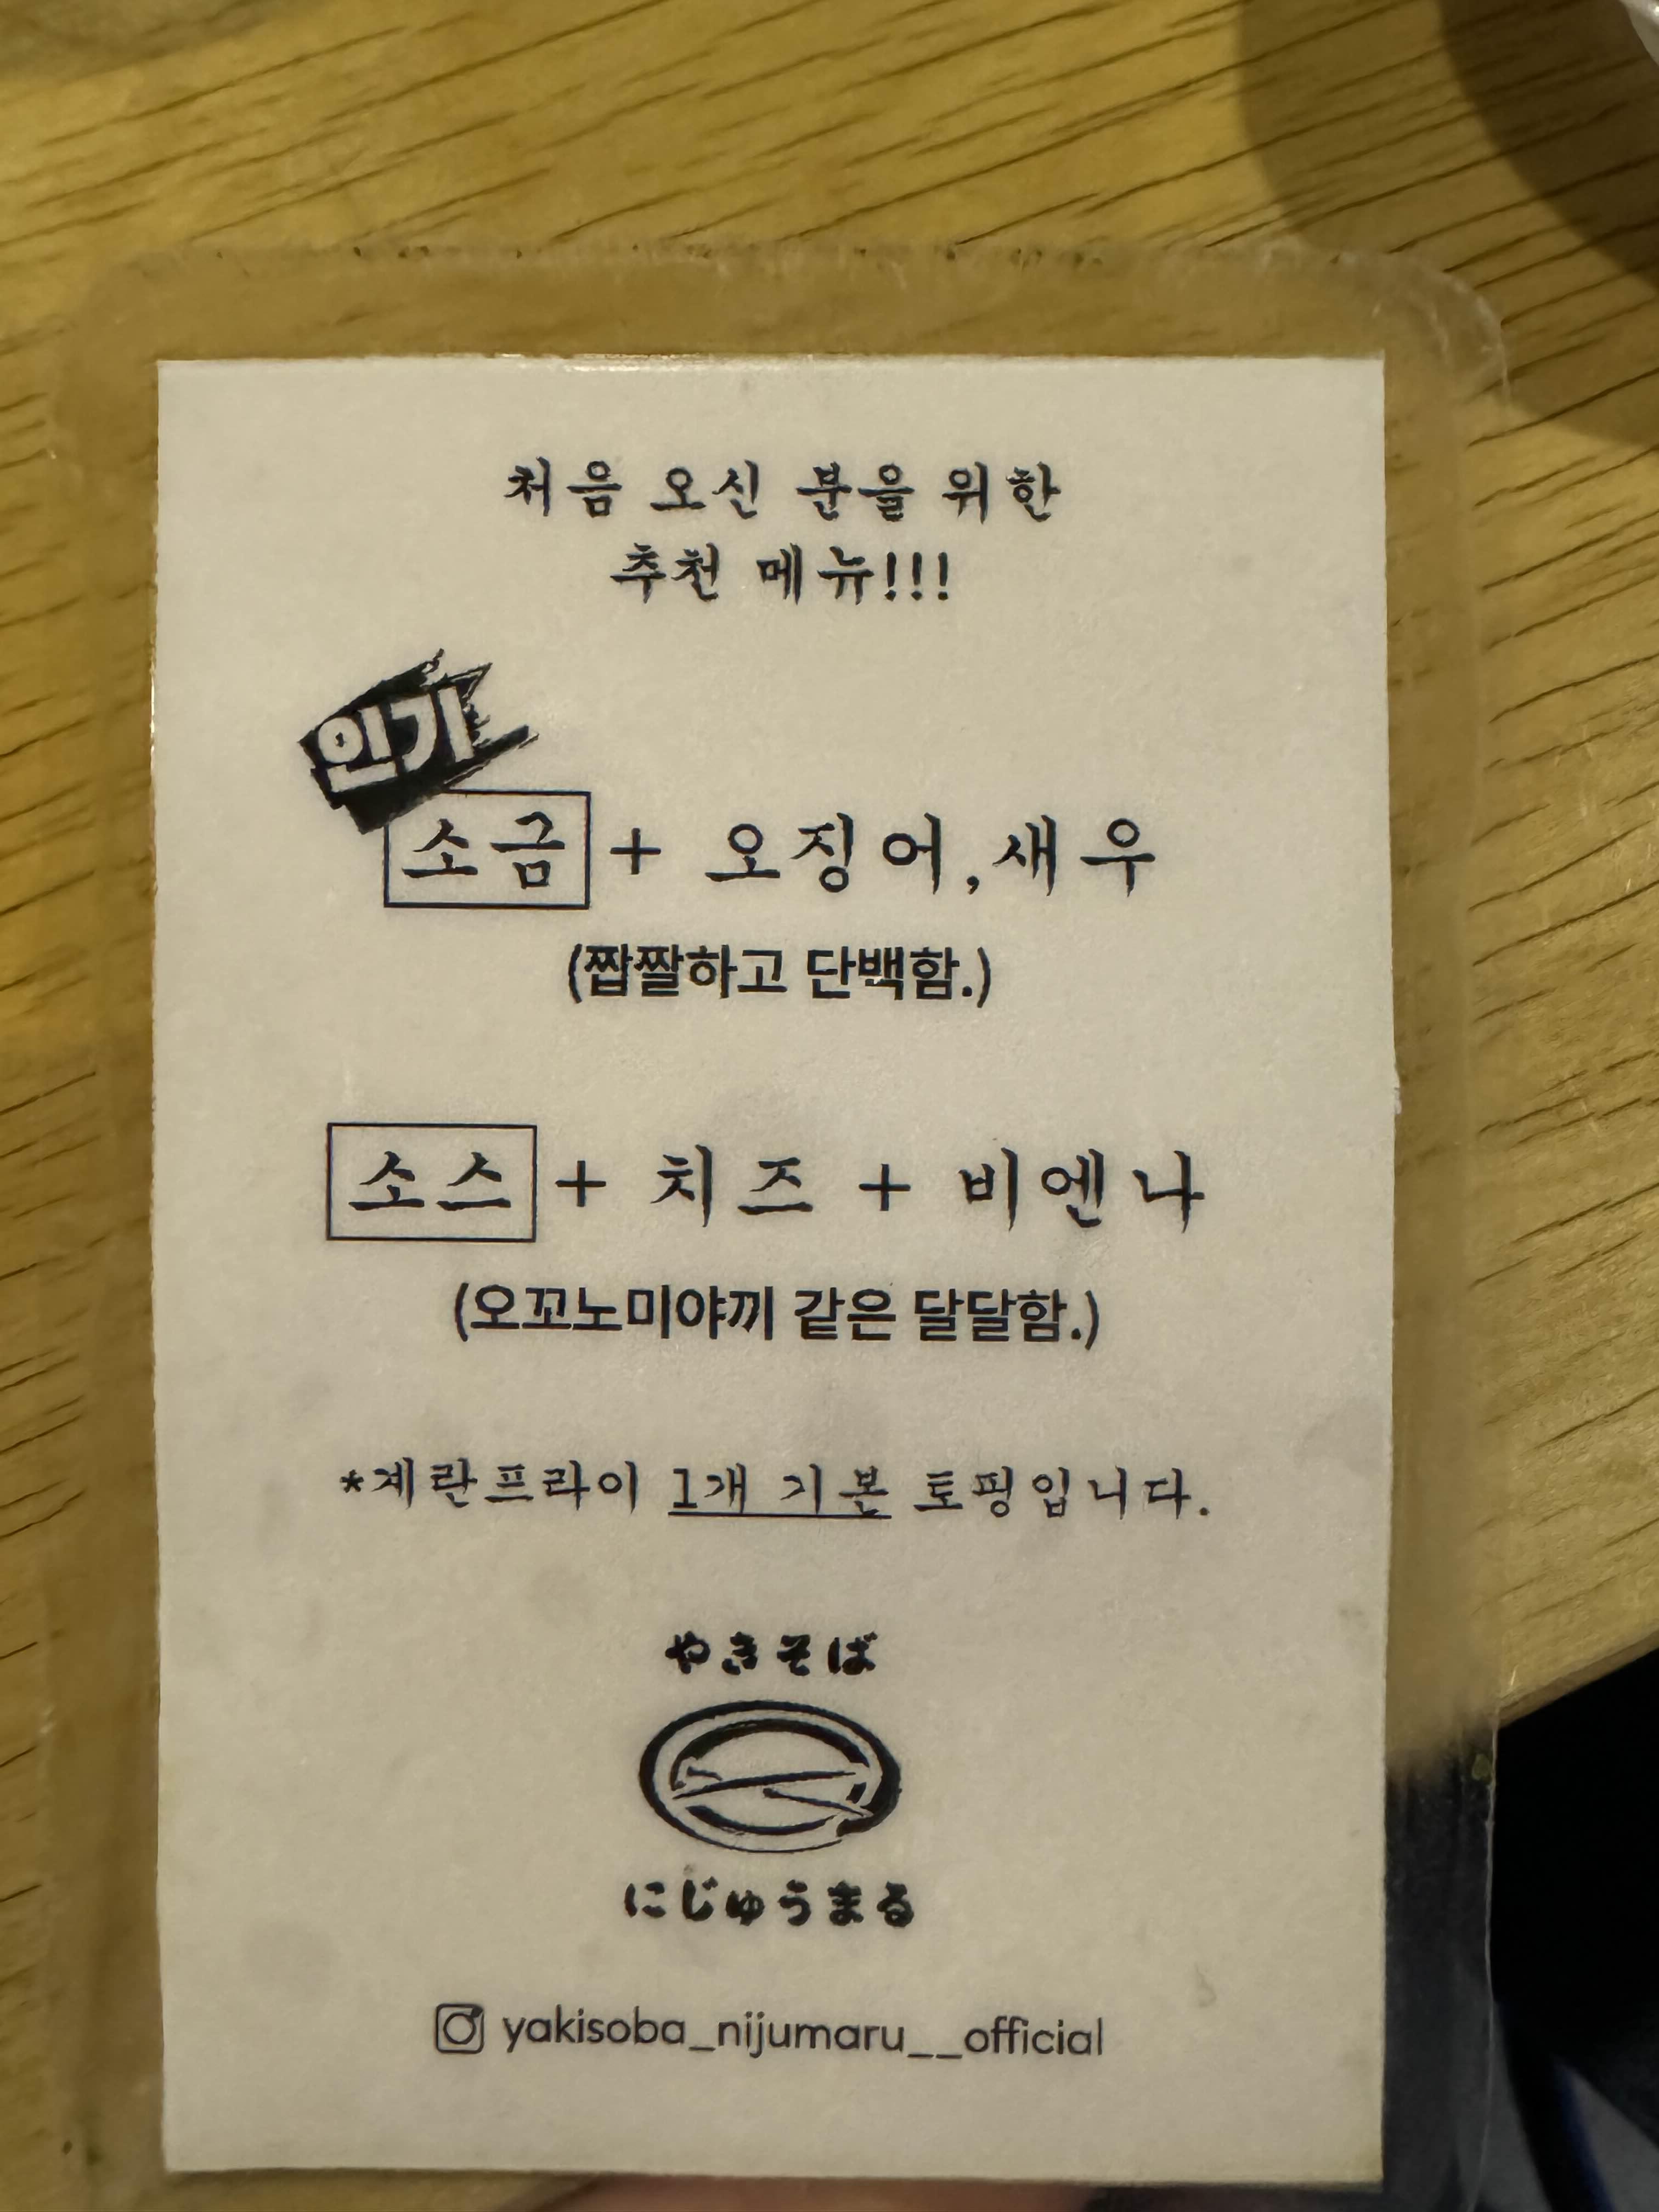 처음 오신 분을 위한
추천 메뉴!!!
인기
소금 + 오징어,새우
(짭짤하고 단백함.)
소스 + 치즈 + 비엔나
(오꼬노미야끼 같은 달달함.)
*계란프라이 1개 기본 토핑입니다.
やきそば
にじゅうまる
yakisoba_nijumaru__official